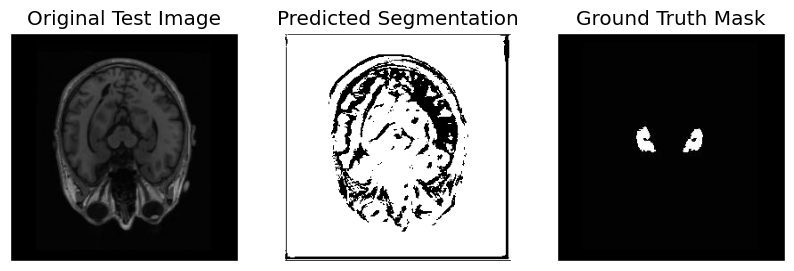 Original Test Image
Predicted Segmentation
Ground Truth Mask